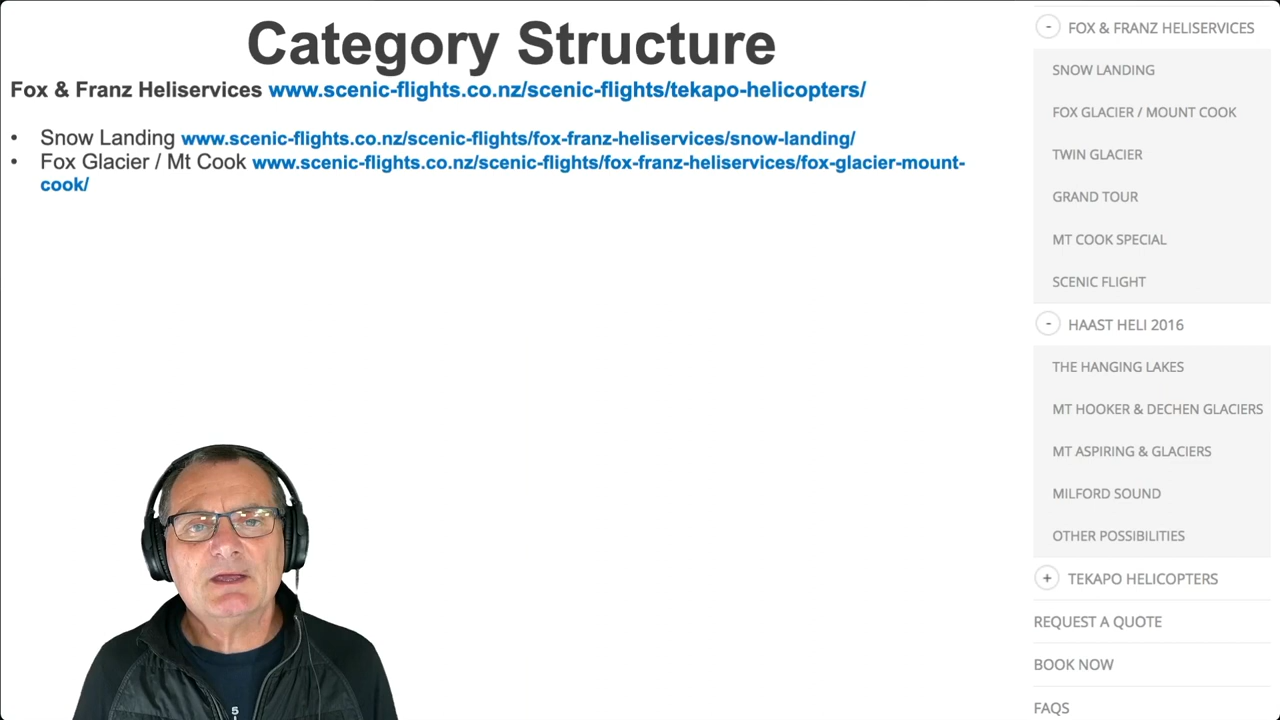 Category Structure
Fox & Franz Heliservices www.scenic-flights.co.nz/scenic-flights/tekapo-helicopters/
• Snow Landing www.scenic-flights.co.nz/scenic-flights/fox-franz-heliservices/snow-landing/
• Fox Glacier / Mt Cook www.scenic-flights.co.nz/scenic-flights/fox-franz-heliservices/fox-glacier-mount-
cook/
- FOX & FRANZ HELISERVICES
SNOW LANDING
FOX GLACIER / MOUNT COOK
TWIN GLACIER
GRAND TOUR
MT COOK SPECIAL
SCENIC FLIGHT
- HAAST HELI 2016
THE HANGING LAKES
MT HOOKER & DECHEN GLACIERS
MT ASPIRING & GLACIERS
MILFORD SOUND
OTHER POSSIBILITIES
+ TEKAPO HELICOPTERS
REQUEST A QUOTE
BOOK NOW
FAQS
5